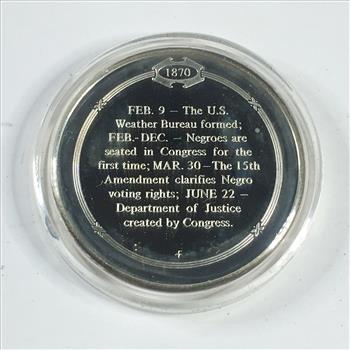 1870
FEB. 9 – The U.S.
Weather Bureau formed;
FEB.-DEC. – Negroes are
seated in Congress for the
first time; MAR. 30–The 15th
Amendment clarifies Negro
voting rights; JUNE 22 –
Department of Justice
created by Congress.